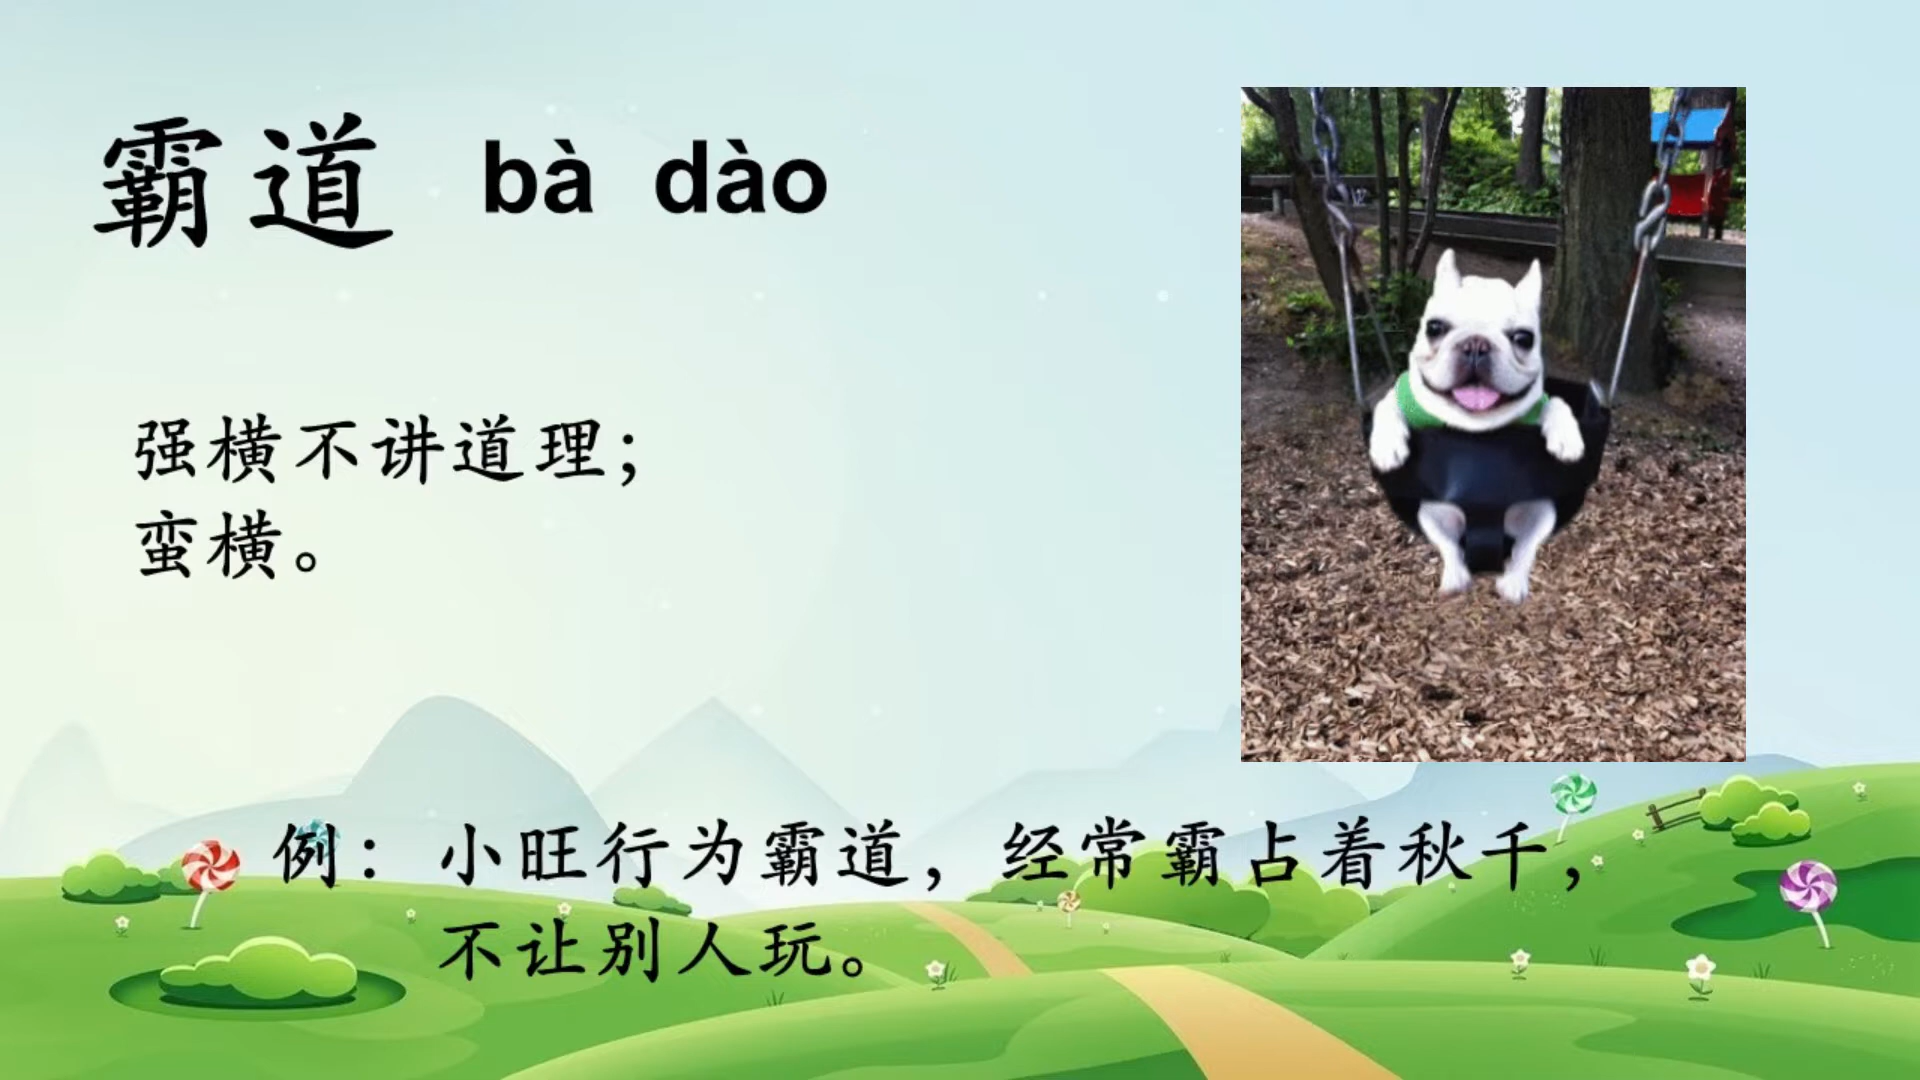 霸道 bà dào
强横不讲道理；
蛮横。
例：小旺行为霸道，经常霸占着秋千，
不让别人玩。